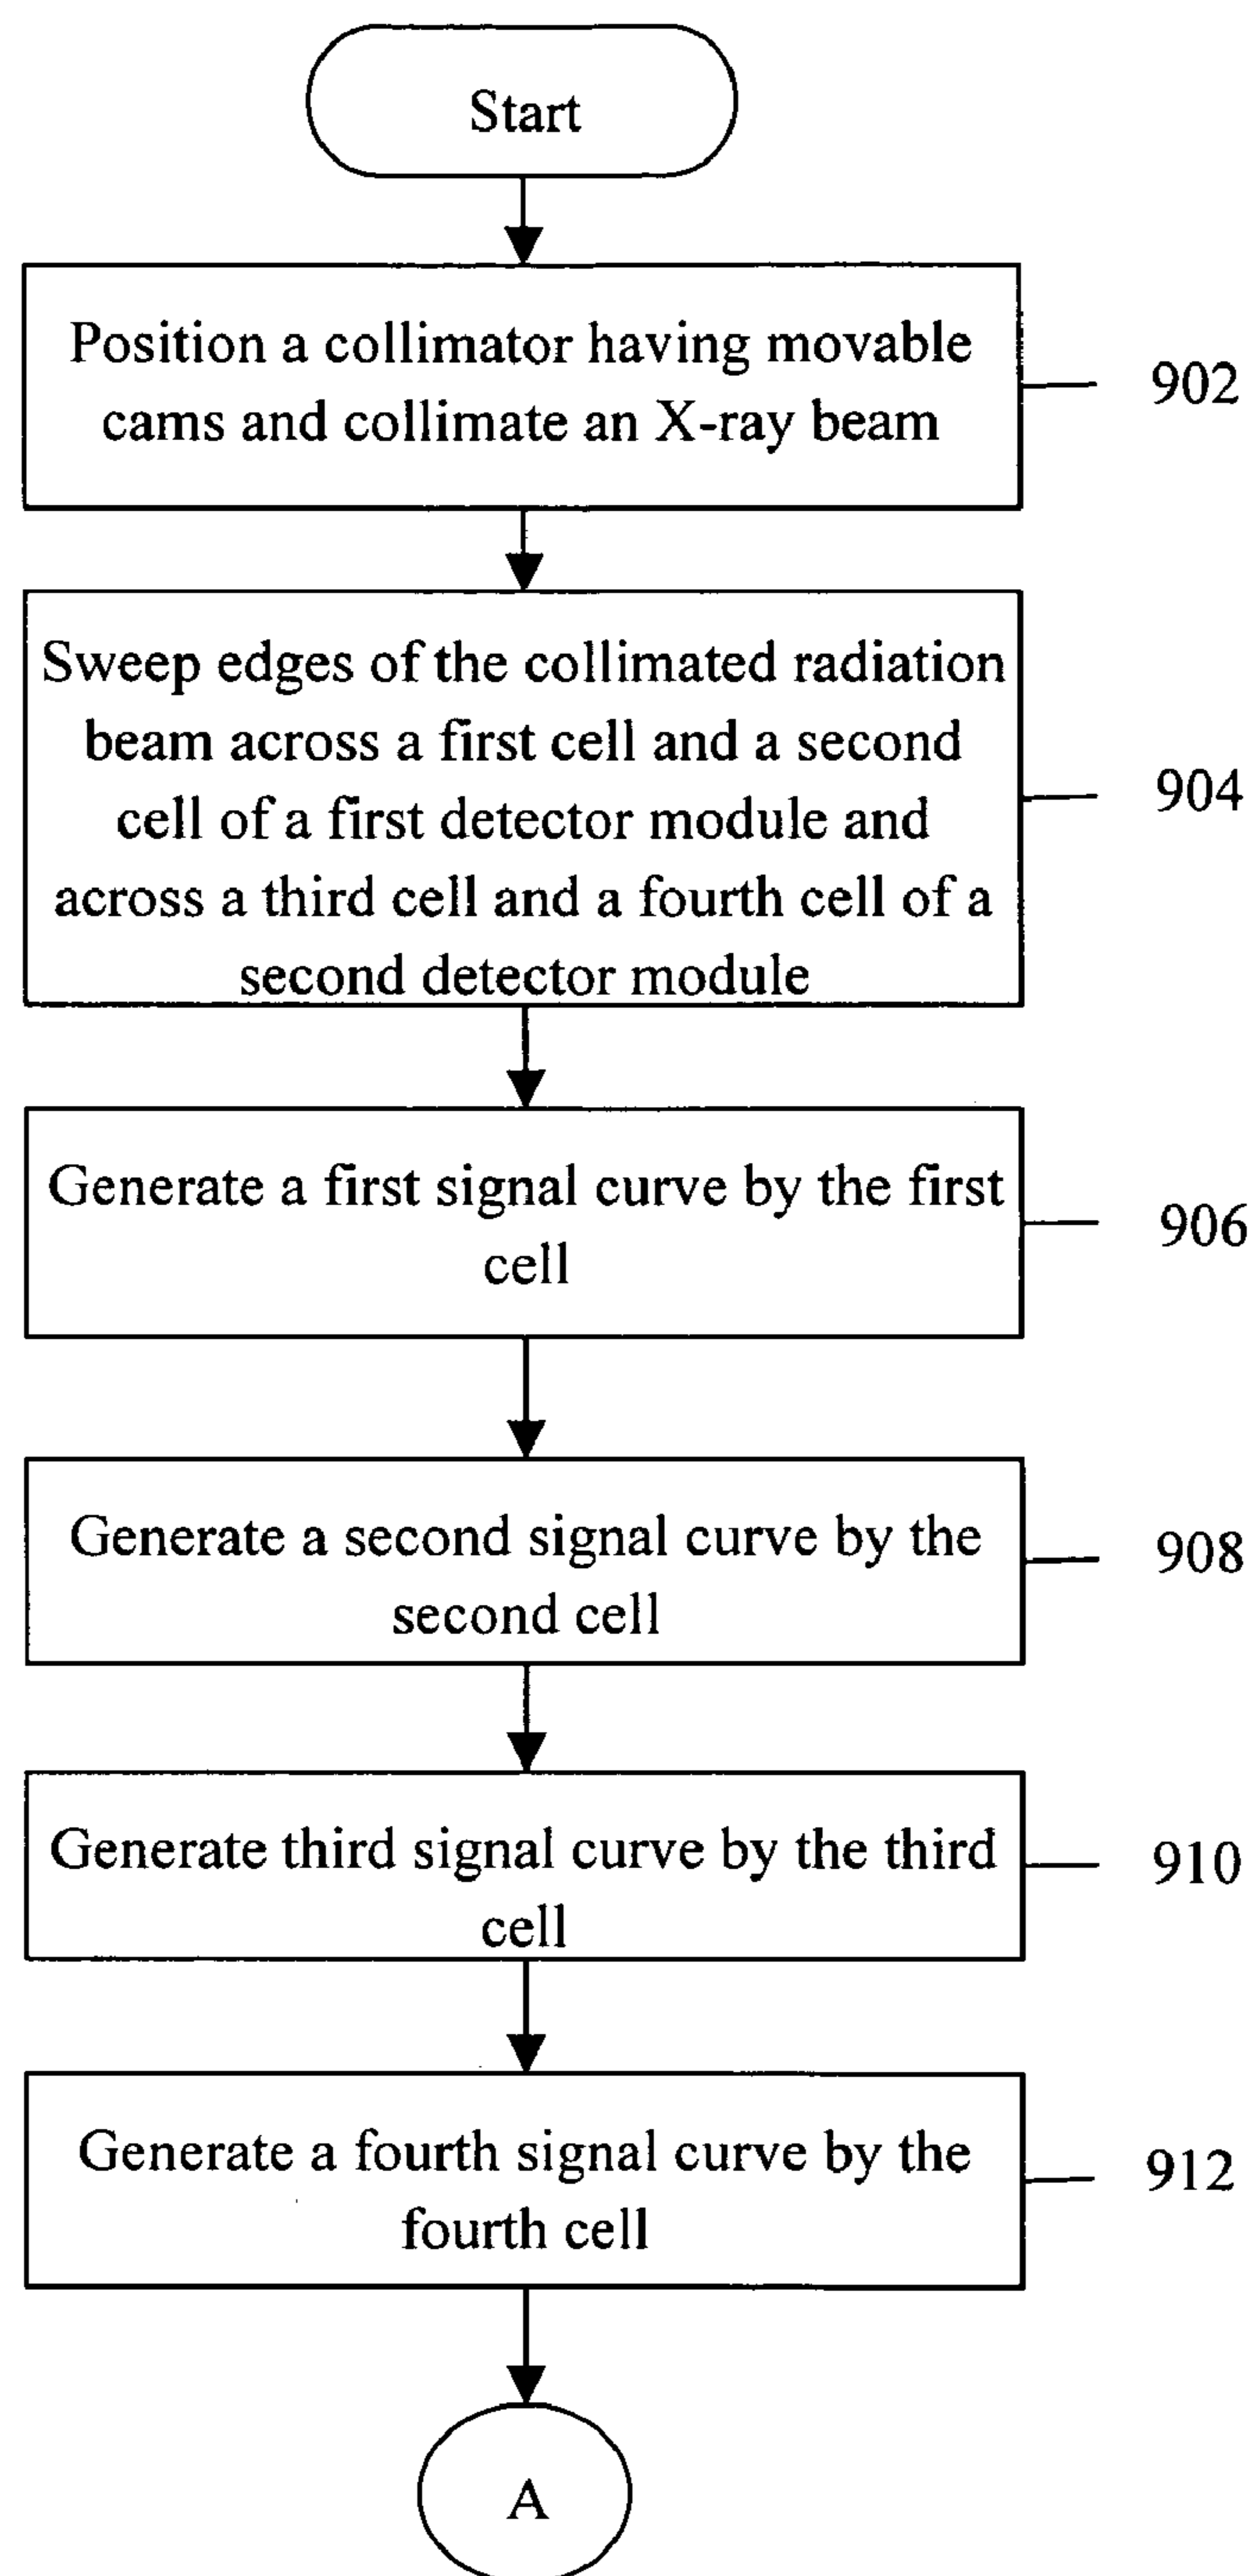 Start
Position a collimator having movable
cams and collimate an X-ray beam
902
Sweep edges of the collimated radiation
beam across a first cell and a second
cell of a first detector module and
across a third cell and a fourth cell of a
second detector module
904
Generate a first signal curve by the first
cell
906
Generate a second signal curve by the
second cell
908
Generate third signal curve by the third
cell
910
Generate a fourth signal curve by the
fourth cell
912
A